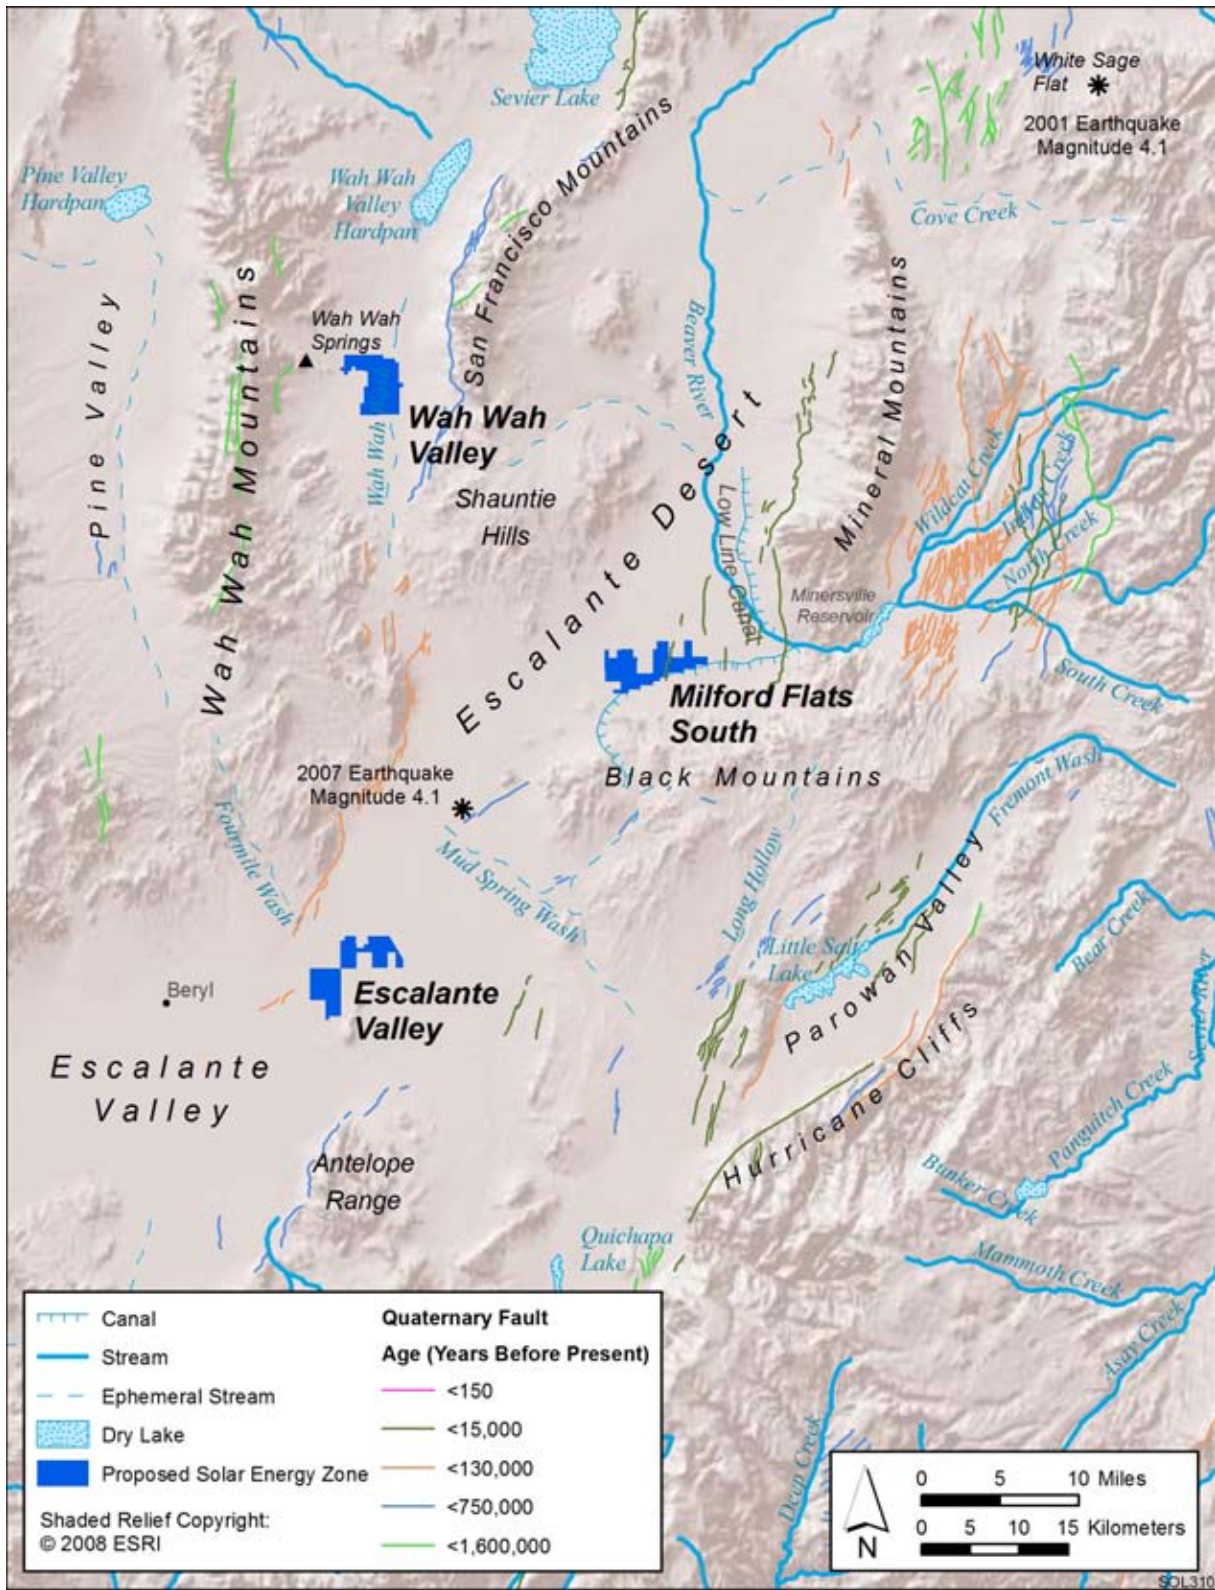 White Sage
Flat
Sevier Lake
2001 Earthquake
Magnitude 4.1
Pine Valley
Hardpan
Wah Wah
Valley
Hardpan
San Francisco Mountains
Cove Creek
Pine Valley
Wah Wah Mountains
Wah Wah
Springs
Beaver River
Mineral Mountains
Wah Wah
Valley
Wah Wah
Shauntie
Hills
Escalante Desert
Low Line Canal
Wildcat Creek
Indian Creek
North Creek
Minersville
Reservoir
South Creek
Milford Flats
South
Black Mountains
2007 Earthquake
Magnitude 4.1
Fremont Wash
Fourmile Wash
Mud Spring Wash
Long Hollow
Little Salt
Lake
Parowan Valley
Bear Creek
Sevier River
Beryl
Escalante
Valley
Escalante
Valley
Hurricane Cliffs
Panguitch Creek
Antelope
Range
Bunker Creek
Quichapa
Lake
Mammoth Creek
Asay Creek
Deep Creek
Canal
Stream
Ephemeral Stream
Dry Lake
Proposed Solar Energy Zone
Shaded Relief Copyright:
© 2008 ESRI
Quaternary Fault
Age (Years Before Present)
<150
<15,000
<130,000
<750,000
<1,600,000
N
0 5 10 Miles
0 5 10 15 Kilometers
SOL310